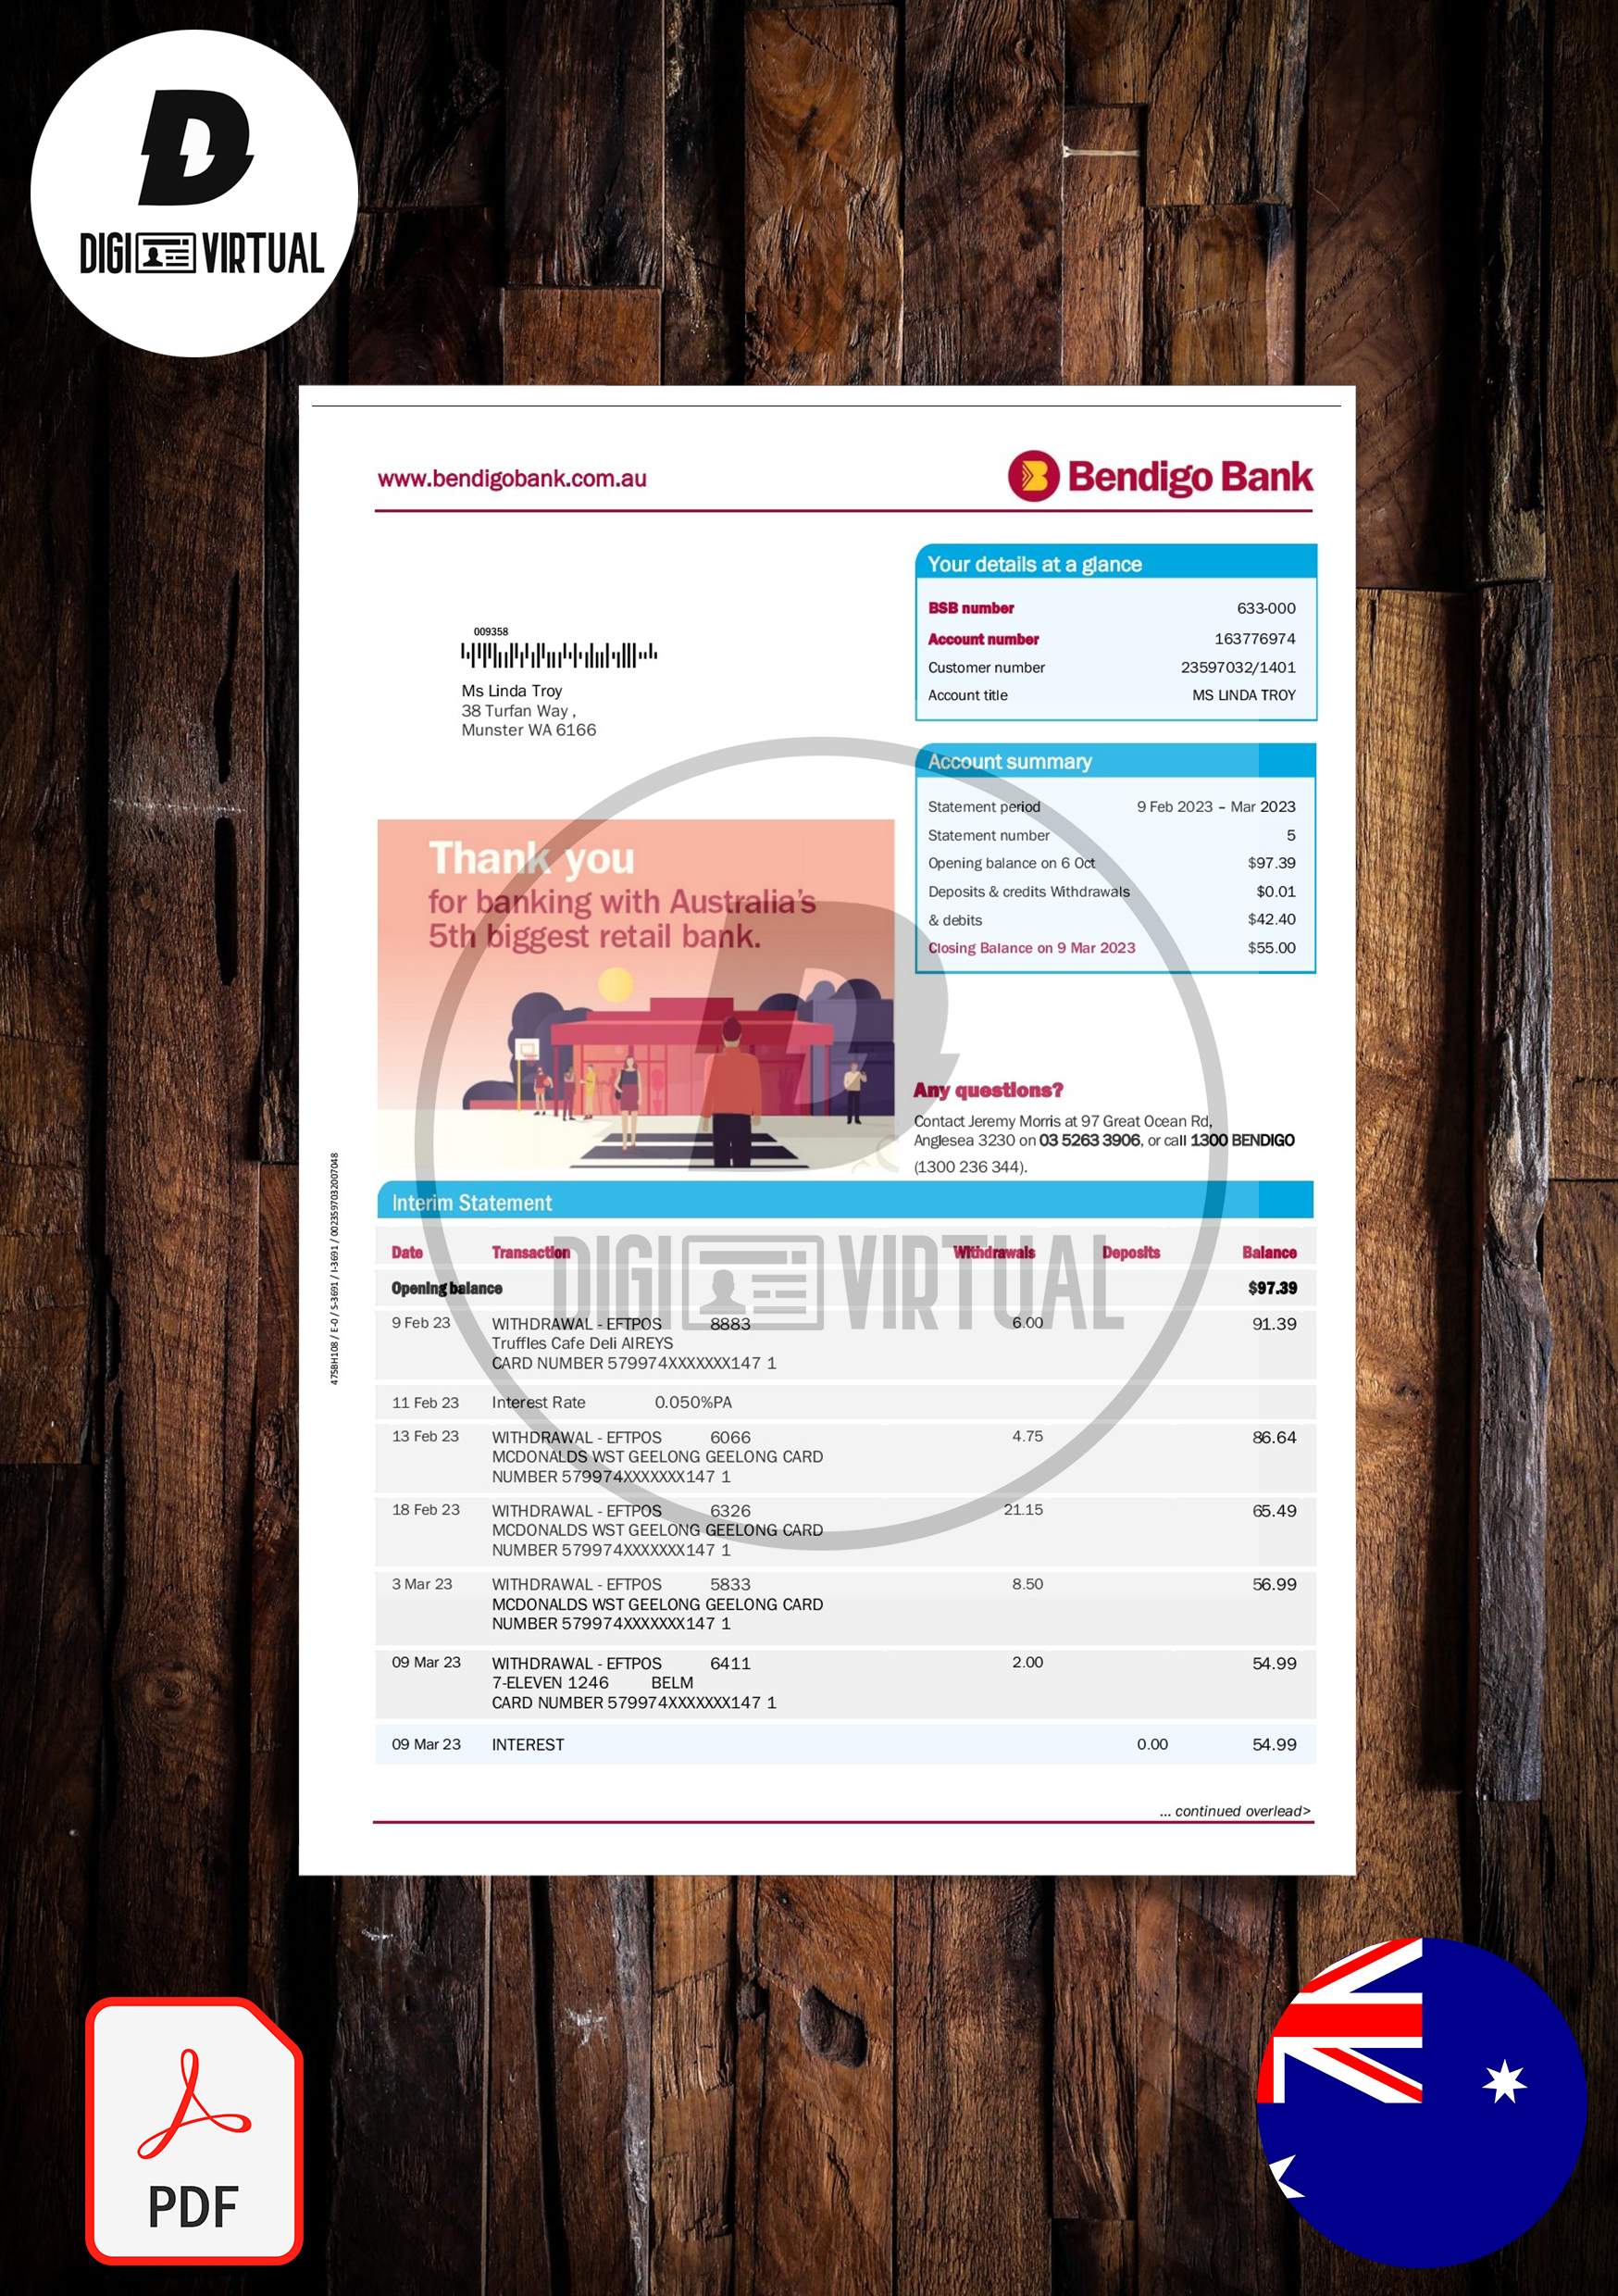 D
DIGI VIRTUAL
www.bendigobank.com.au
Bendigo Bank
Your details at a glance
BSB number 633-000
Account number 163776974
Customer number 23597032/1401
Account title MS LINDA TROY
009358
Ms Linda Troy
38 Turfan Way ,
Munster WA 6166
Account summary
Statement period 9 Feb 2023 – Mar 2023
Statement number 5
Opening balance on 6 Oct $97.39
Deposits & credits Withdrawals $0.01
& debits $42.40
Closing Balance on 9 Mar 2023 $55.00
Thank you
for banking with Australia's
5th biggest retail bank.
Any questions?
Contact Jeremy Morris at 97 Great Ocean Rd,
Anglesea 3230 on 03 5263 3906, or call 1300 BENDIGO
(1300 236 344).
4758H108 / E-0 / S-3691 / I-3691 / 0023597032007048
Interim Statement
Date Transaction Withdrawals Deposits Balance
Opening balance $97.39
9 Feb 23 WITHDRAWAL - EFTPOS 8883 6.00 91.39
Truffles Cafe Deli AIREYS
CARD NUMBER 579974XXXXXXX147 1
11 Feb 23 Interest Rate 0.050%PA
13 Feb 23 WITHDRAWAL - EFTPOS 6066 4.75 86.64
MCDONALDS WST GEELONG GEELONG CARD
NUMBER 579974XXXXXXX147 1
18 Feb 23 WITHDRAWAL - EFTPOS 6326 21.15 65.49
MCDONALDS WST GEELONG GEELONG CARD
NUMBER 579974XXXXXXX147 1
3 Mar 23 WITHDRAWAL - EFTPOS 5833 8.50 56.99
MCDONALDS WST GEELONG GEELONG CARD
NUMBER 579974XXXXXXX147 1
09 Mar 23 WITHDRAWAL - EFTPOS 6411 2.00 54.99
7-ELEVEN 1246 BELM
CARD NUMBER 579974XXXXXXX147 1
09 Mar 23 INTEREST 0.00 54.99
... continued overlead>
D
DIGI VIRTUAL
PDF